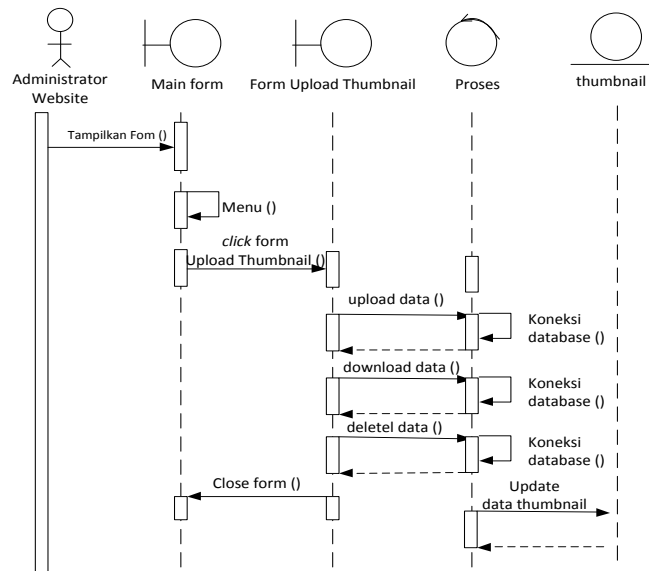 Administrator
Website
Main form
Form Upload Thumbnail
Proses
thumbnail
Tampilkan Fom ()
Menu ()
click form
Upload Thumbnail ()
upload data ()
Koneksi
database ()
download data ()
Koneksi
database ()
deletel data ()
Koneksi
database ()
Close form ()
Update
data thumbnail